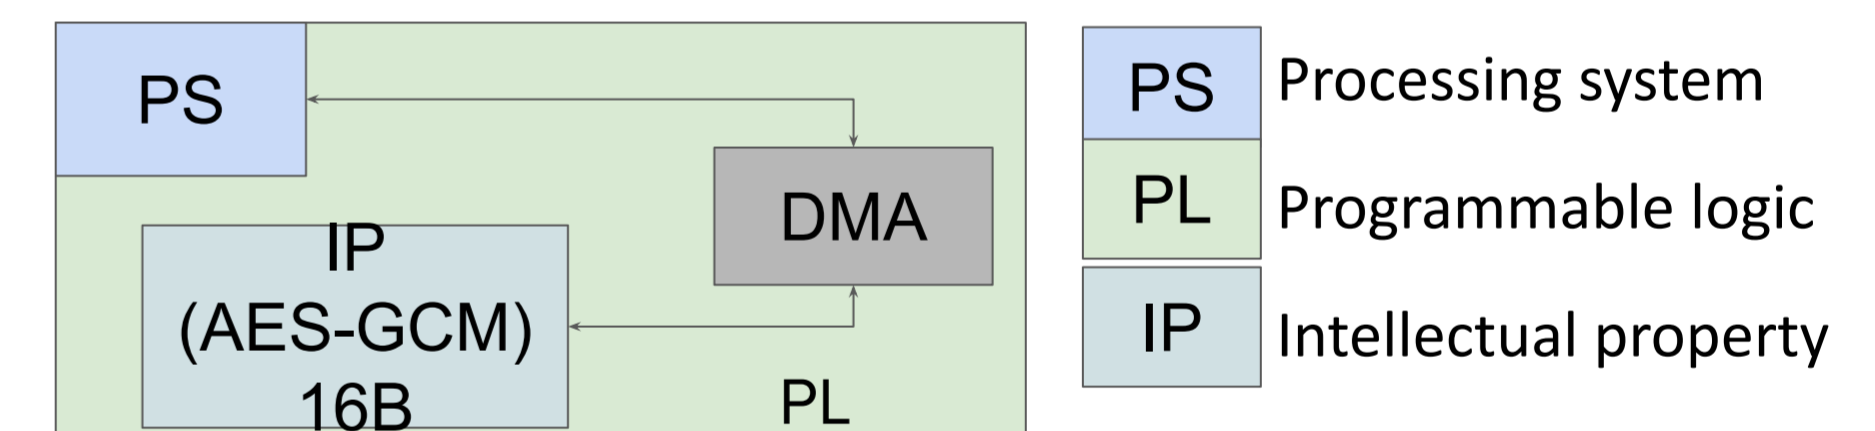 PS
DMA
IP
(AES-GCM)
16B
PL
PS Processing system
PL Programmable logic
IP Intellectual property